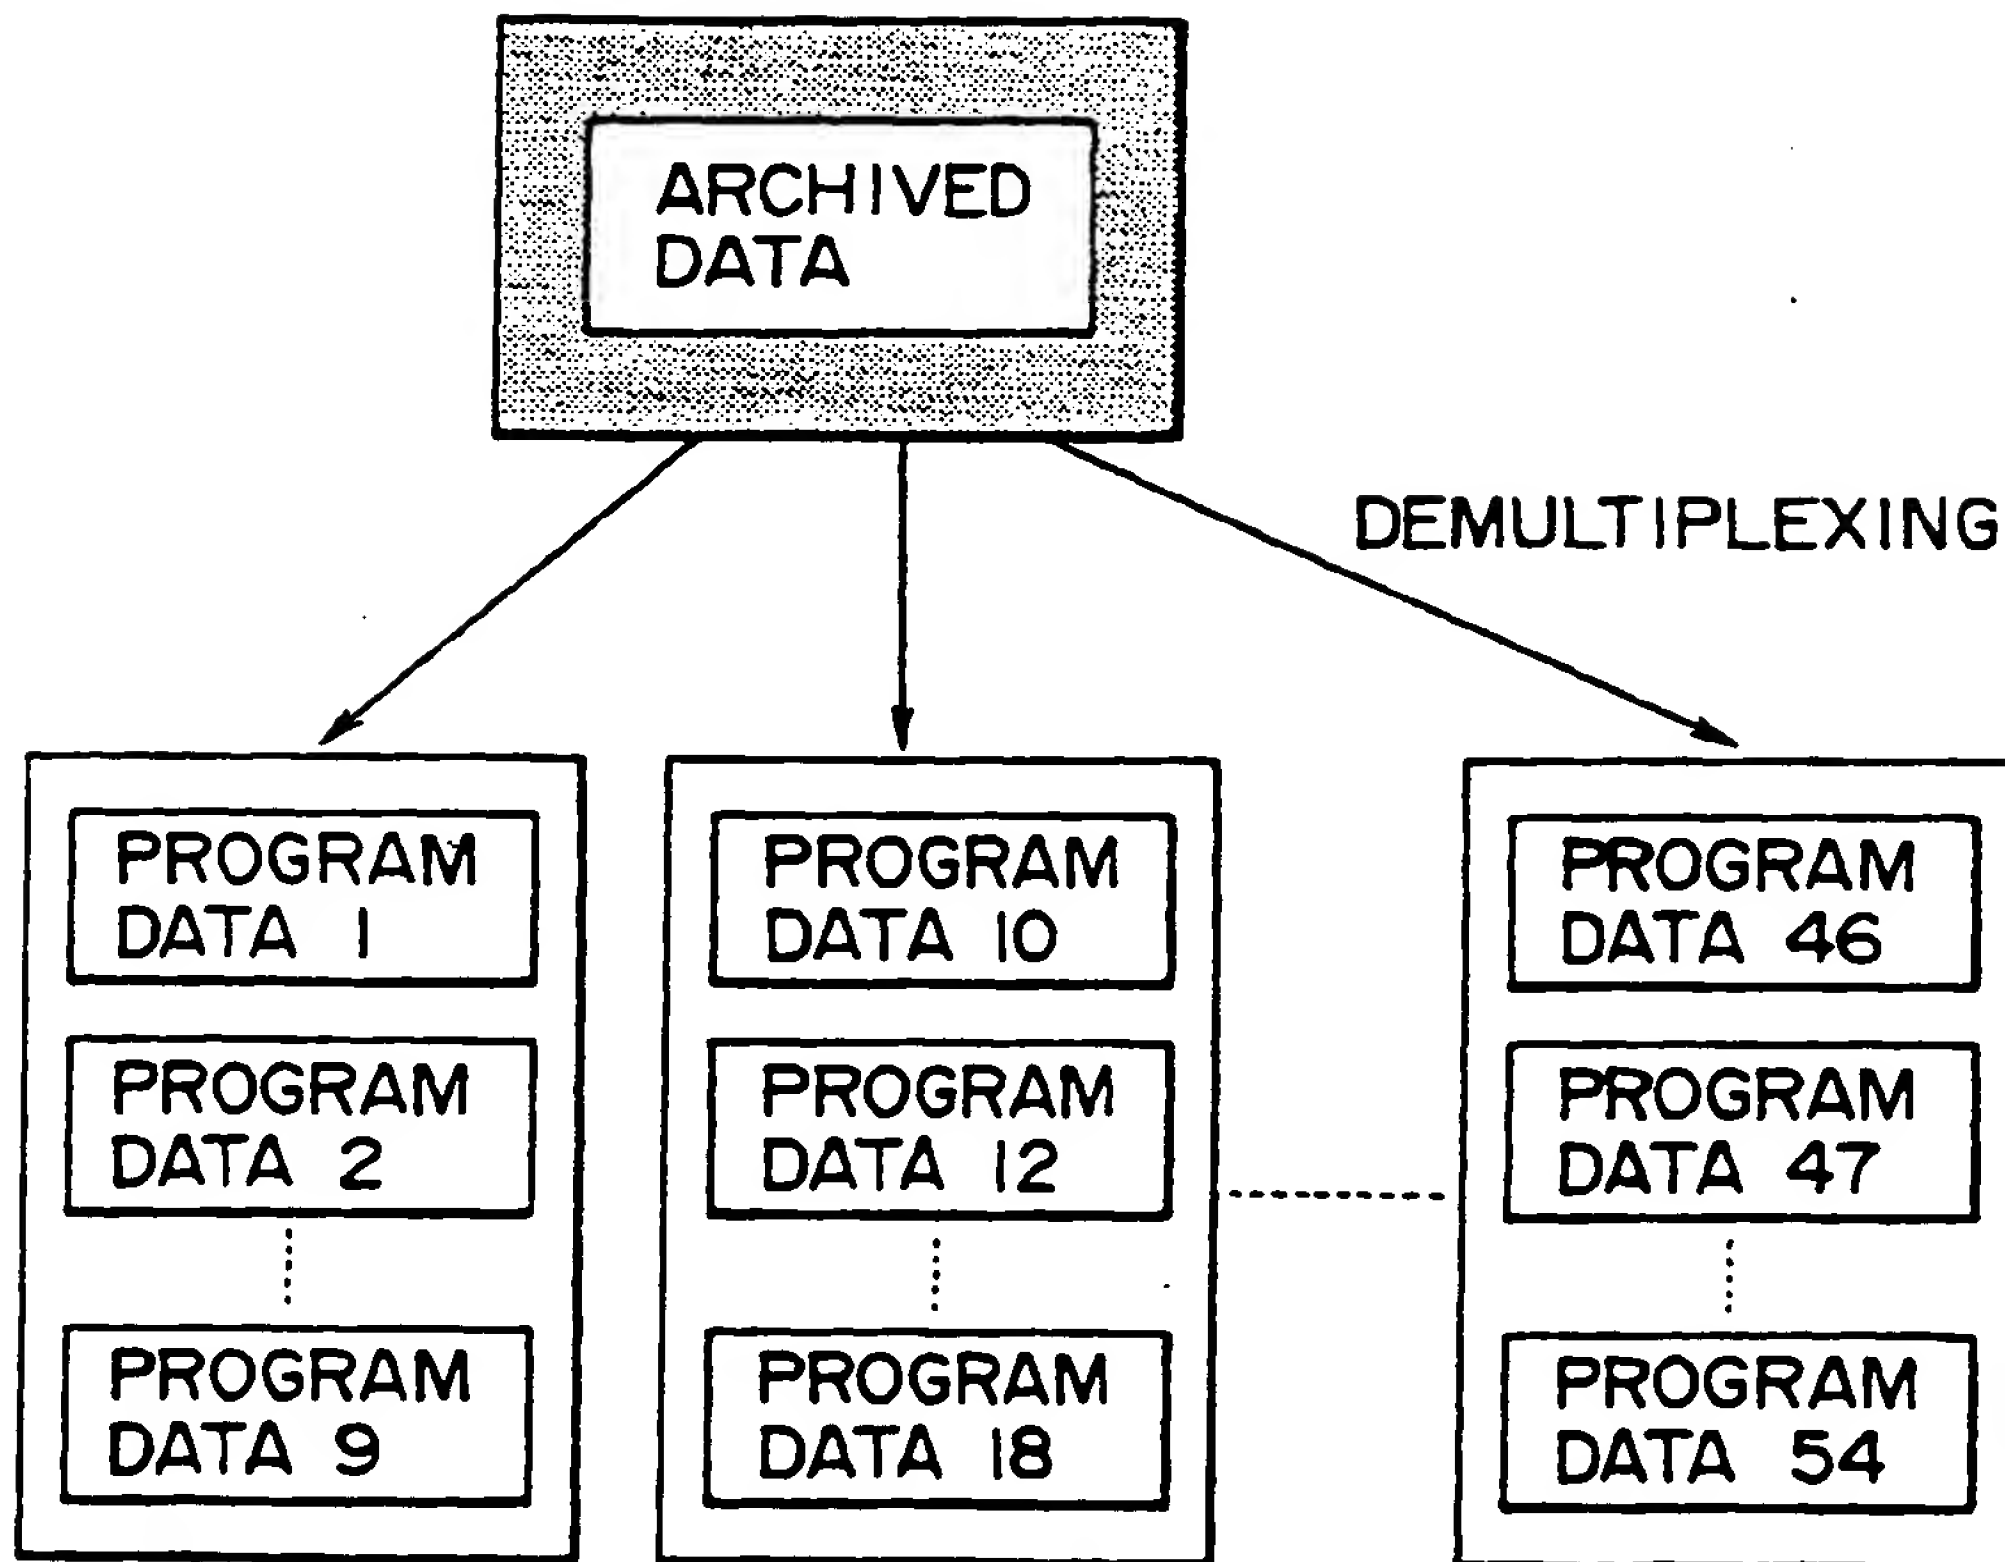 ARCHIVED
DATA
DEMULTIPLEXING
PROGRAM
DATA 1
PROGRAM
DATA 2
PROGRAM
DATA 9
PROGRAM
DATA 10
PROGRAM
DATA 12
PROGRAM
DATA 18
PROGRAM
DATA 46
PROGRAM
DATA 47
PROGRAM
DATA 54